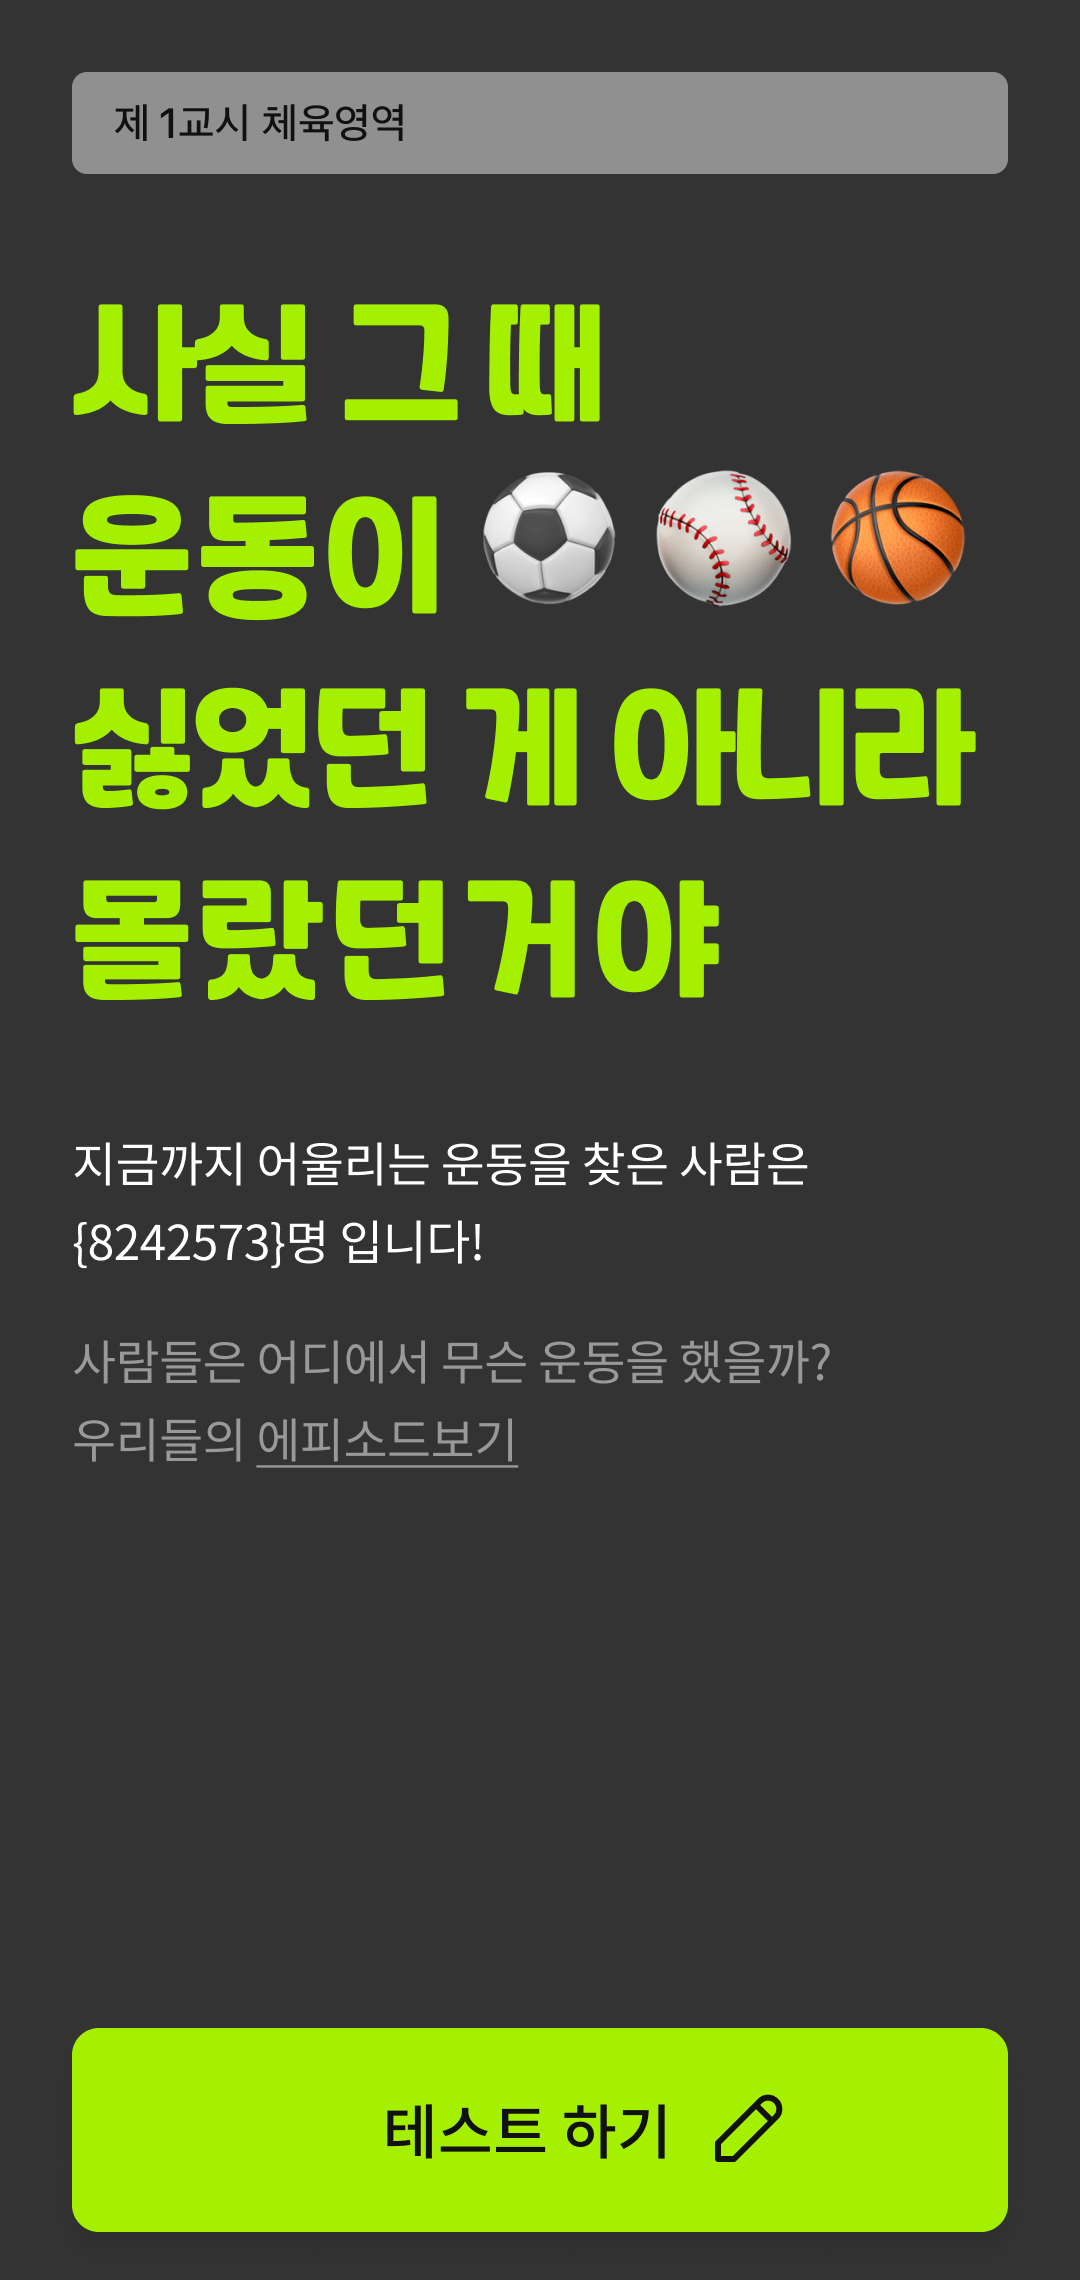 제 1교시 체육영역
사실 그 때
운동이
싫었던 게 아니라
몰랐던거야
지금까지 어울리는 운동을 찾은 사람은
{8242573}명 입니다!
사람들은 어디에서 무슨 운동을 했을까?
우리들의 에피소드보기
테스트 하기